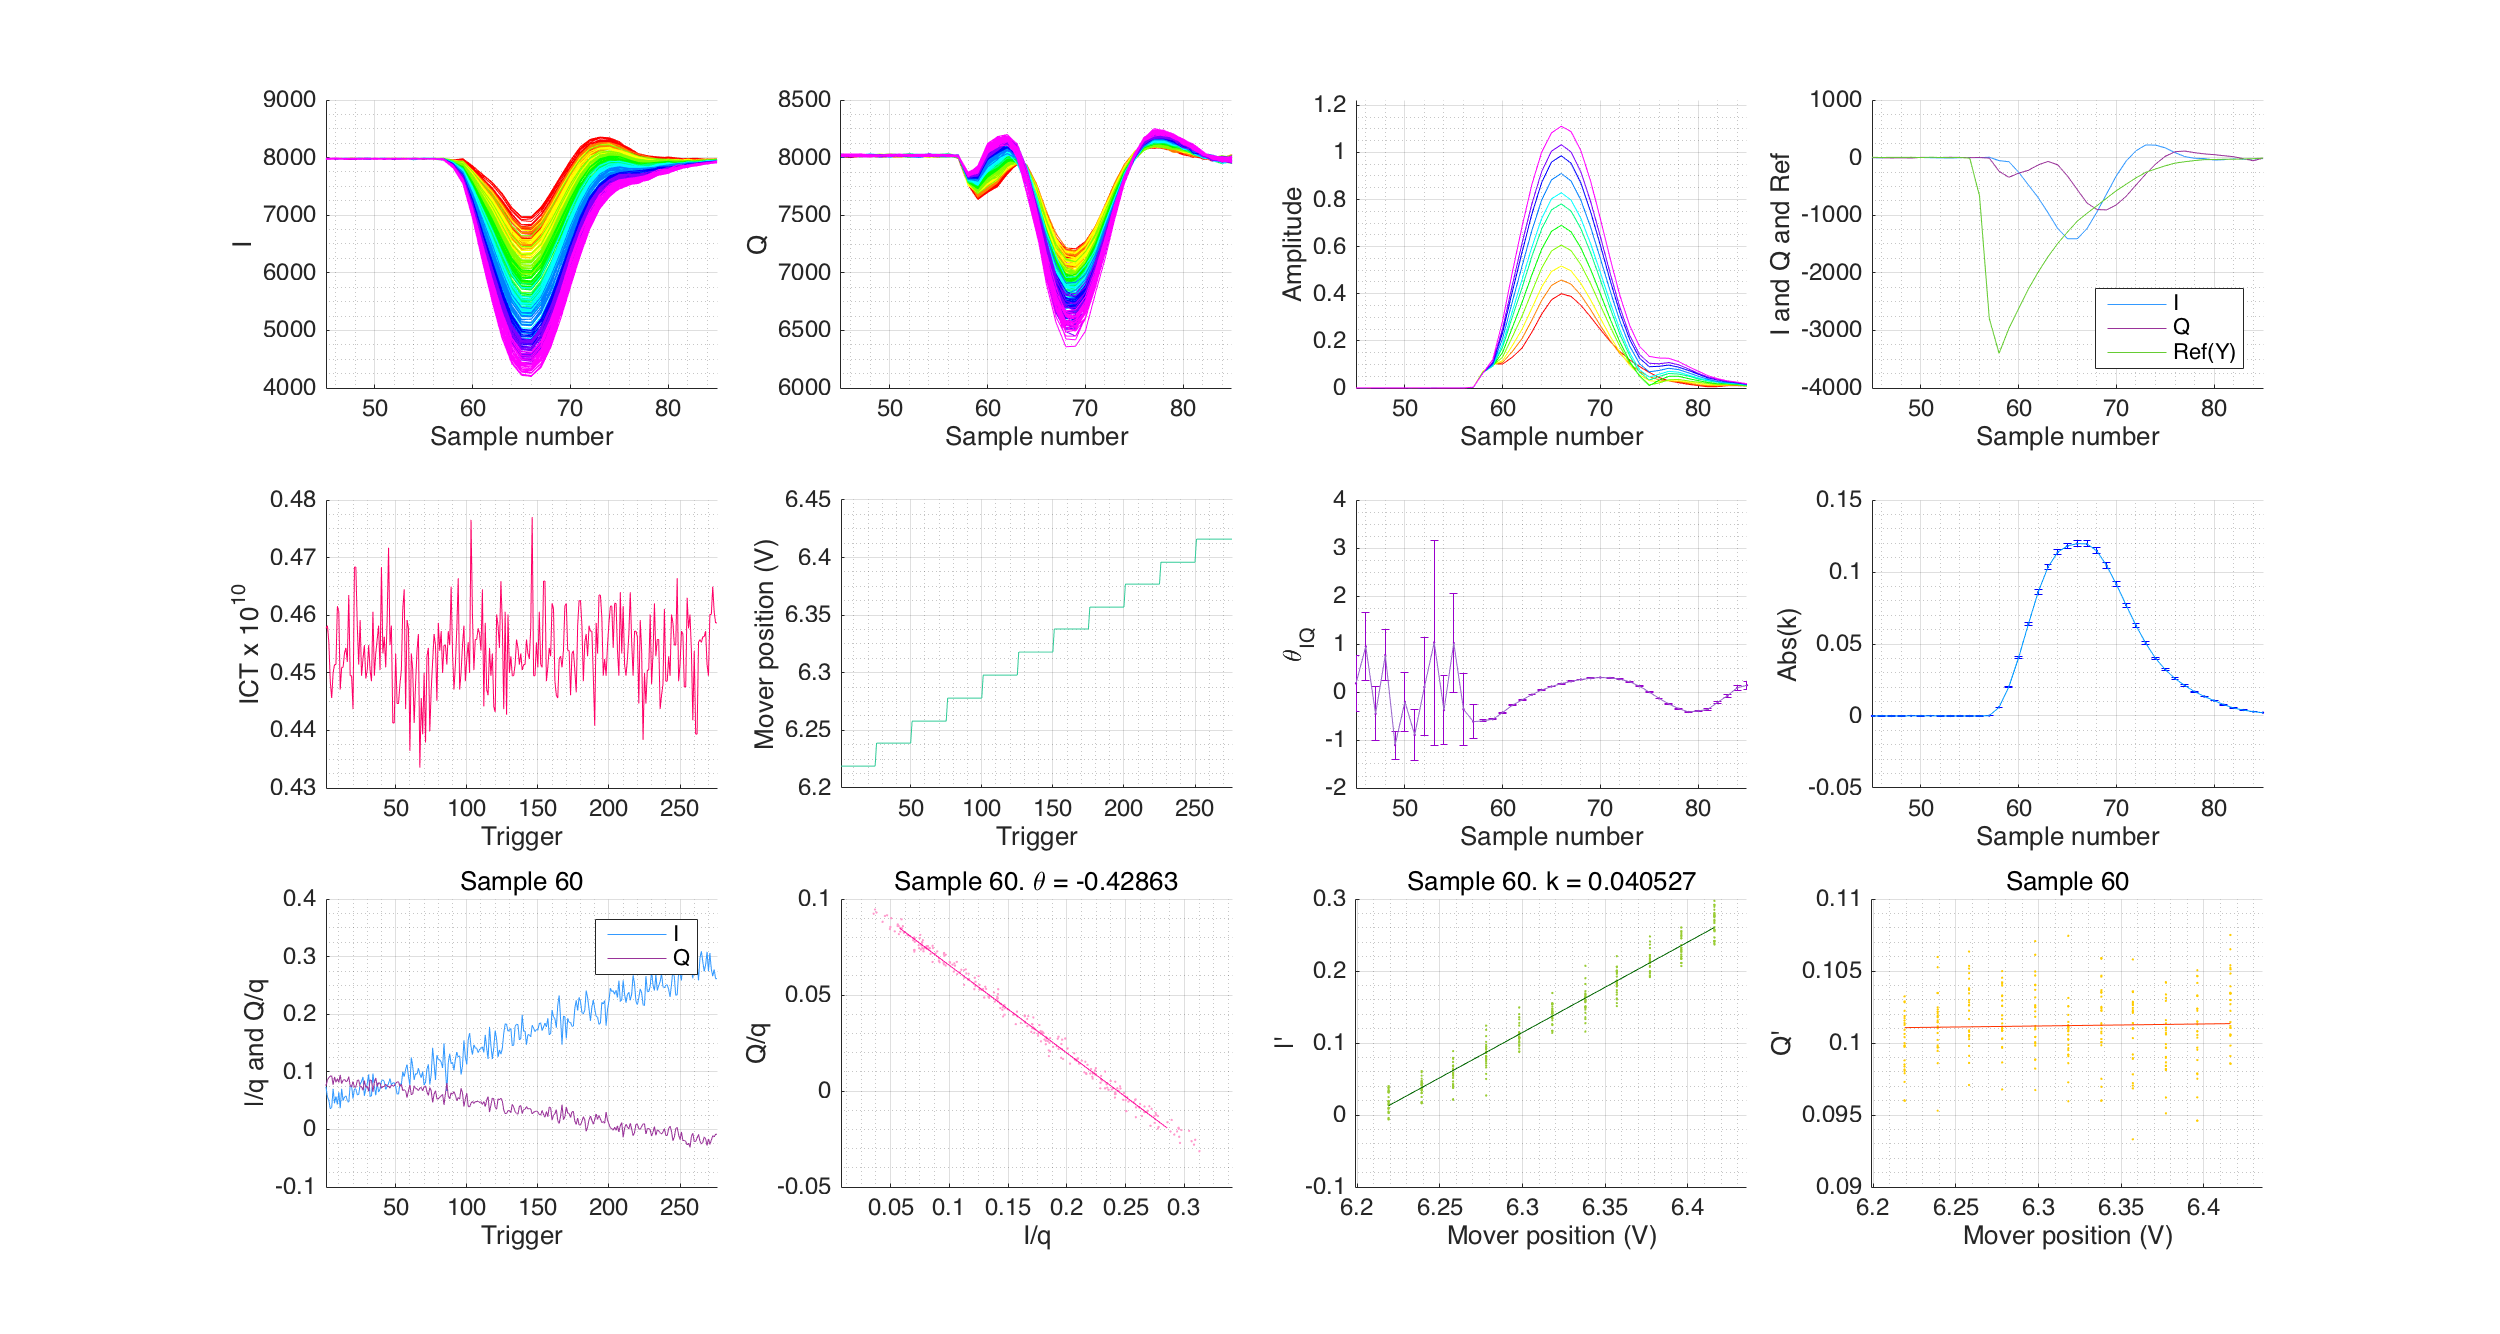 9000
8000
7000
6000
5000
4000
I
50 60 70 80
Sample number
8500
8000
7500
7000
6500
6000
Q
50 60 70 80
Sample number
1.2
1
0.8
0.6
0.4
0.2
0
Amplitude
50 60 70 80
Sample number
1000
0
-1000
-2000
-3000
-4000
I and Q and Ref
I
Q
Ref(Y)
50 60 70 80
Sample number
0.48
0.47
0.46
0.45
0.44
0.43
ICT x 10^10
50 100 150 200 250
Trigger
6.45
6.4
6.35
6.3
6.25
6.2
Mover position (V)
50 100 150 200 250
Trigger
4
3
2
1
0
-1
-2
θ_IQ
50 60 70 80
Sample number
0.15
0.1
0.05
0
-0.05
Abs(k)
50 60 70 80
Sample number
Sample 60
0.4
0.3
0.2
0.1
0
-0.1
I/q and Q/q
I
Q
50 100 150 200 250
Trigger
Sample 60. θ = -0.42863
0.1
0.05
0
-0.05
Q/q
0.05 0.1 0.15 0.2 0.25 0.3
I/q
Sample 60. k = 0.040527
0.3
0.2
0.1
0
-0.1
I'
6.2 6.25 6.3 6.35 6.4
Mover position (V)
Sample 60
0.11
0.105
0.1
0.095
0.09
Q'
6.2 6.25 6.3 6.35 6.4
Mover position (V)